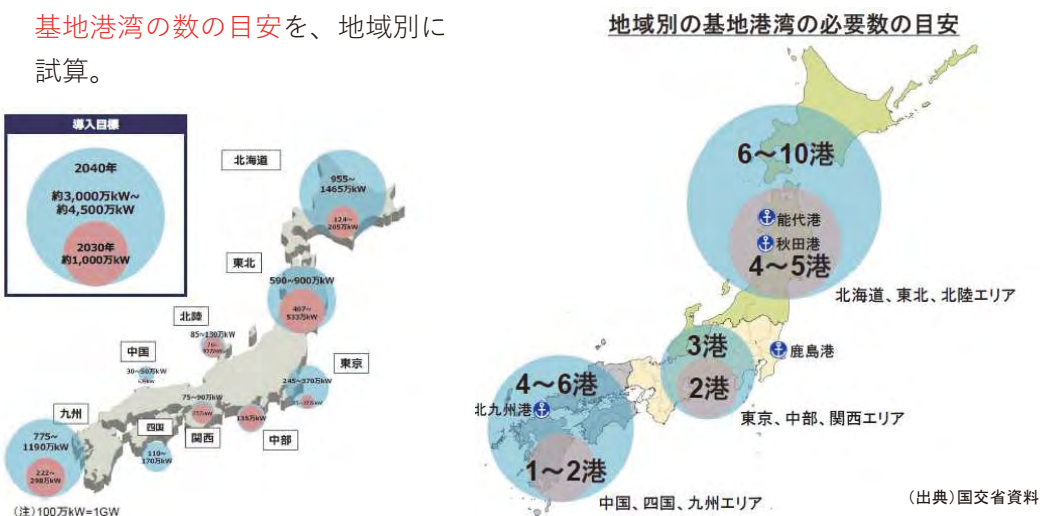 基地港湾の数の目安を、地域別に
試算。
導入目標
2040年
約3,000万kW~
約4,500万kW
2030年
約1,000万kW
北海道
955~
1465万kW
124~
205万kW
東北
590~900万kW
407~
533万kW
北陸
85~130万kW
中国
30~50万kW
東京
245~370万kW
九州
775~
1190万kW
222~
298万kW
四国
110~
170万kW
関西
75~90万kW
中部
(注)100万kW=1GW
地域別の基地港湾の必要数の目安
6~10港
能代港
秋田港
4~5港
北海道、東北、北陸エリア
3港
鹿島港
2港
東京、中部、関西エリア
4~6港
北九州港
1~2港
中国、四国、九州エリア
(出典)国交省資料